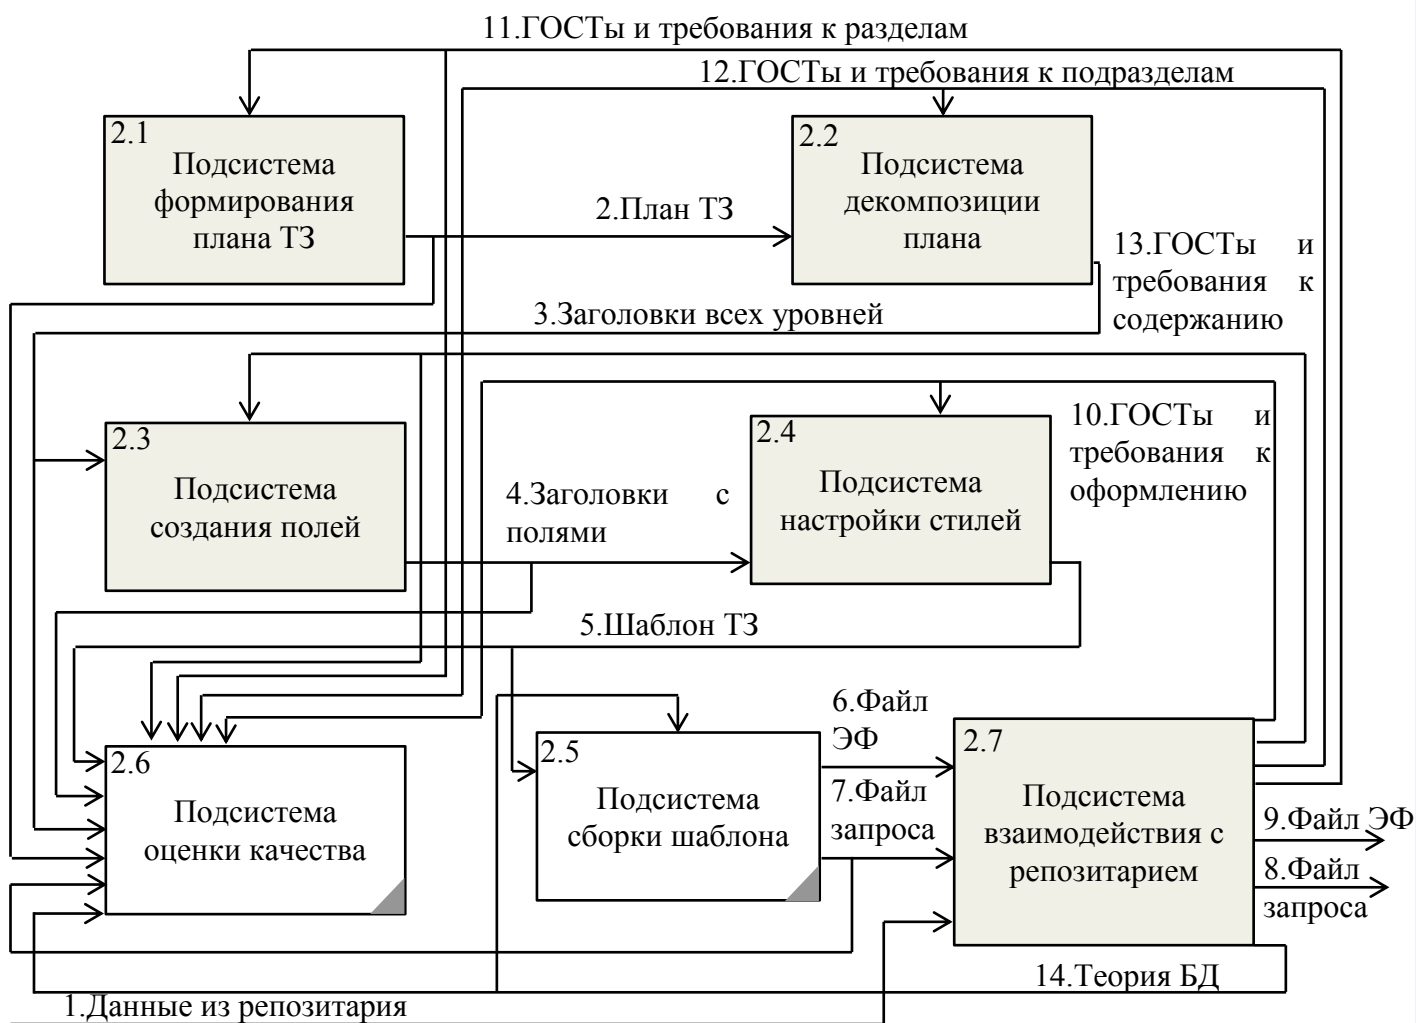 11.ГОСТы и требования к разделам
12.ГОСТы и требования к подразделам
2.1
Подсистема
формирования
плана ТЗ
2.План ТЗ
2.2
Подсистема
декомпозиции
плана
13.ГОСТы и
требования к
содержанию
3.Заголовки всех уровней
2.3
Подсистема
создания полей
4.Заголовки с
полями
2.4
Подсистема
настройки стилей
10.ГОСТы и
требования к
оформлению
5.Шаблон ТЗ
2.6
Подсистема
оценки качества
2.5
Подсистема
сборки шаблона
6.Файл
ЭФ
7.Файл
запроса
2.7
Подсистема
взаимодействия с
репозитарием
9.Файл ЭФ
8.Файл
запроса
14.Теория БД
1.Данные из репозитария